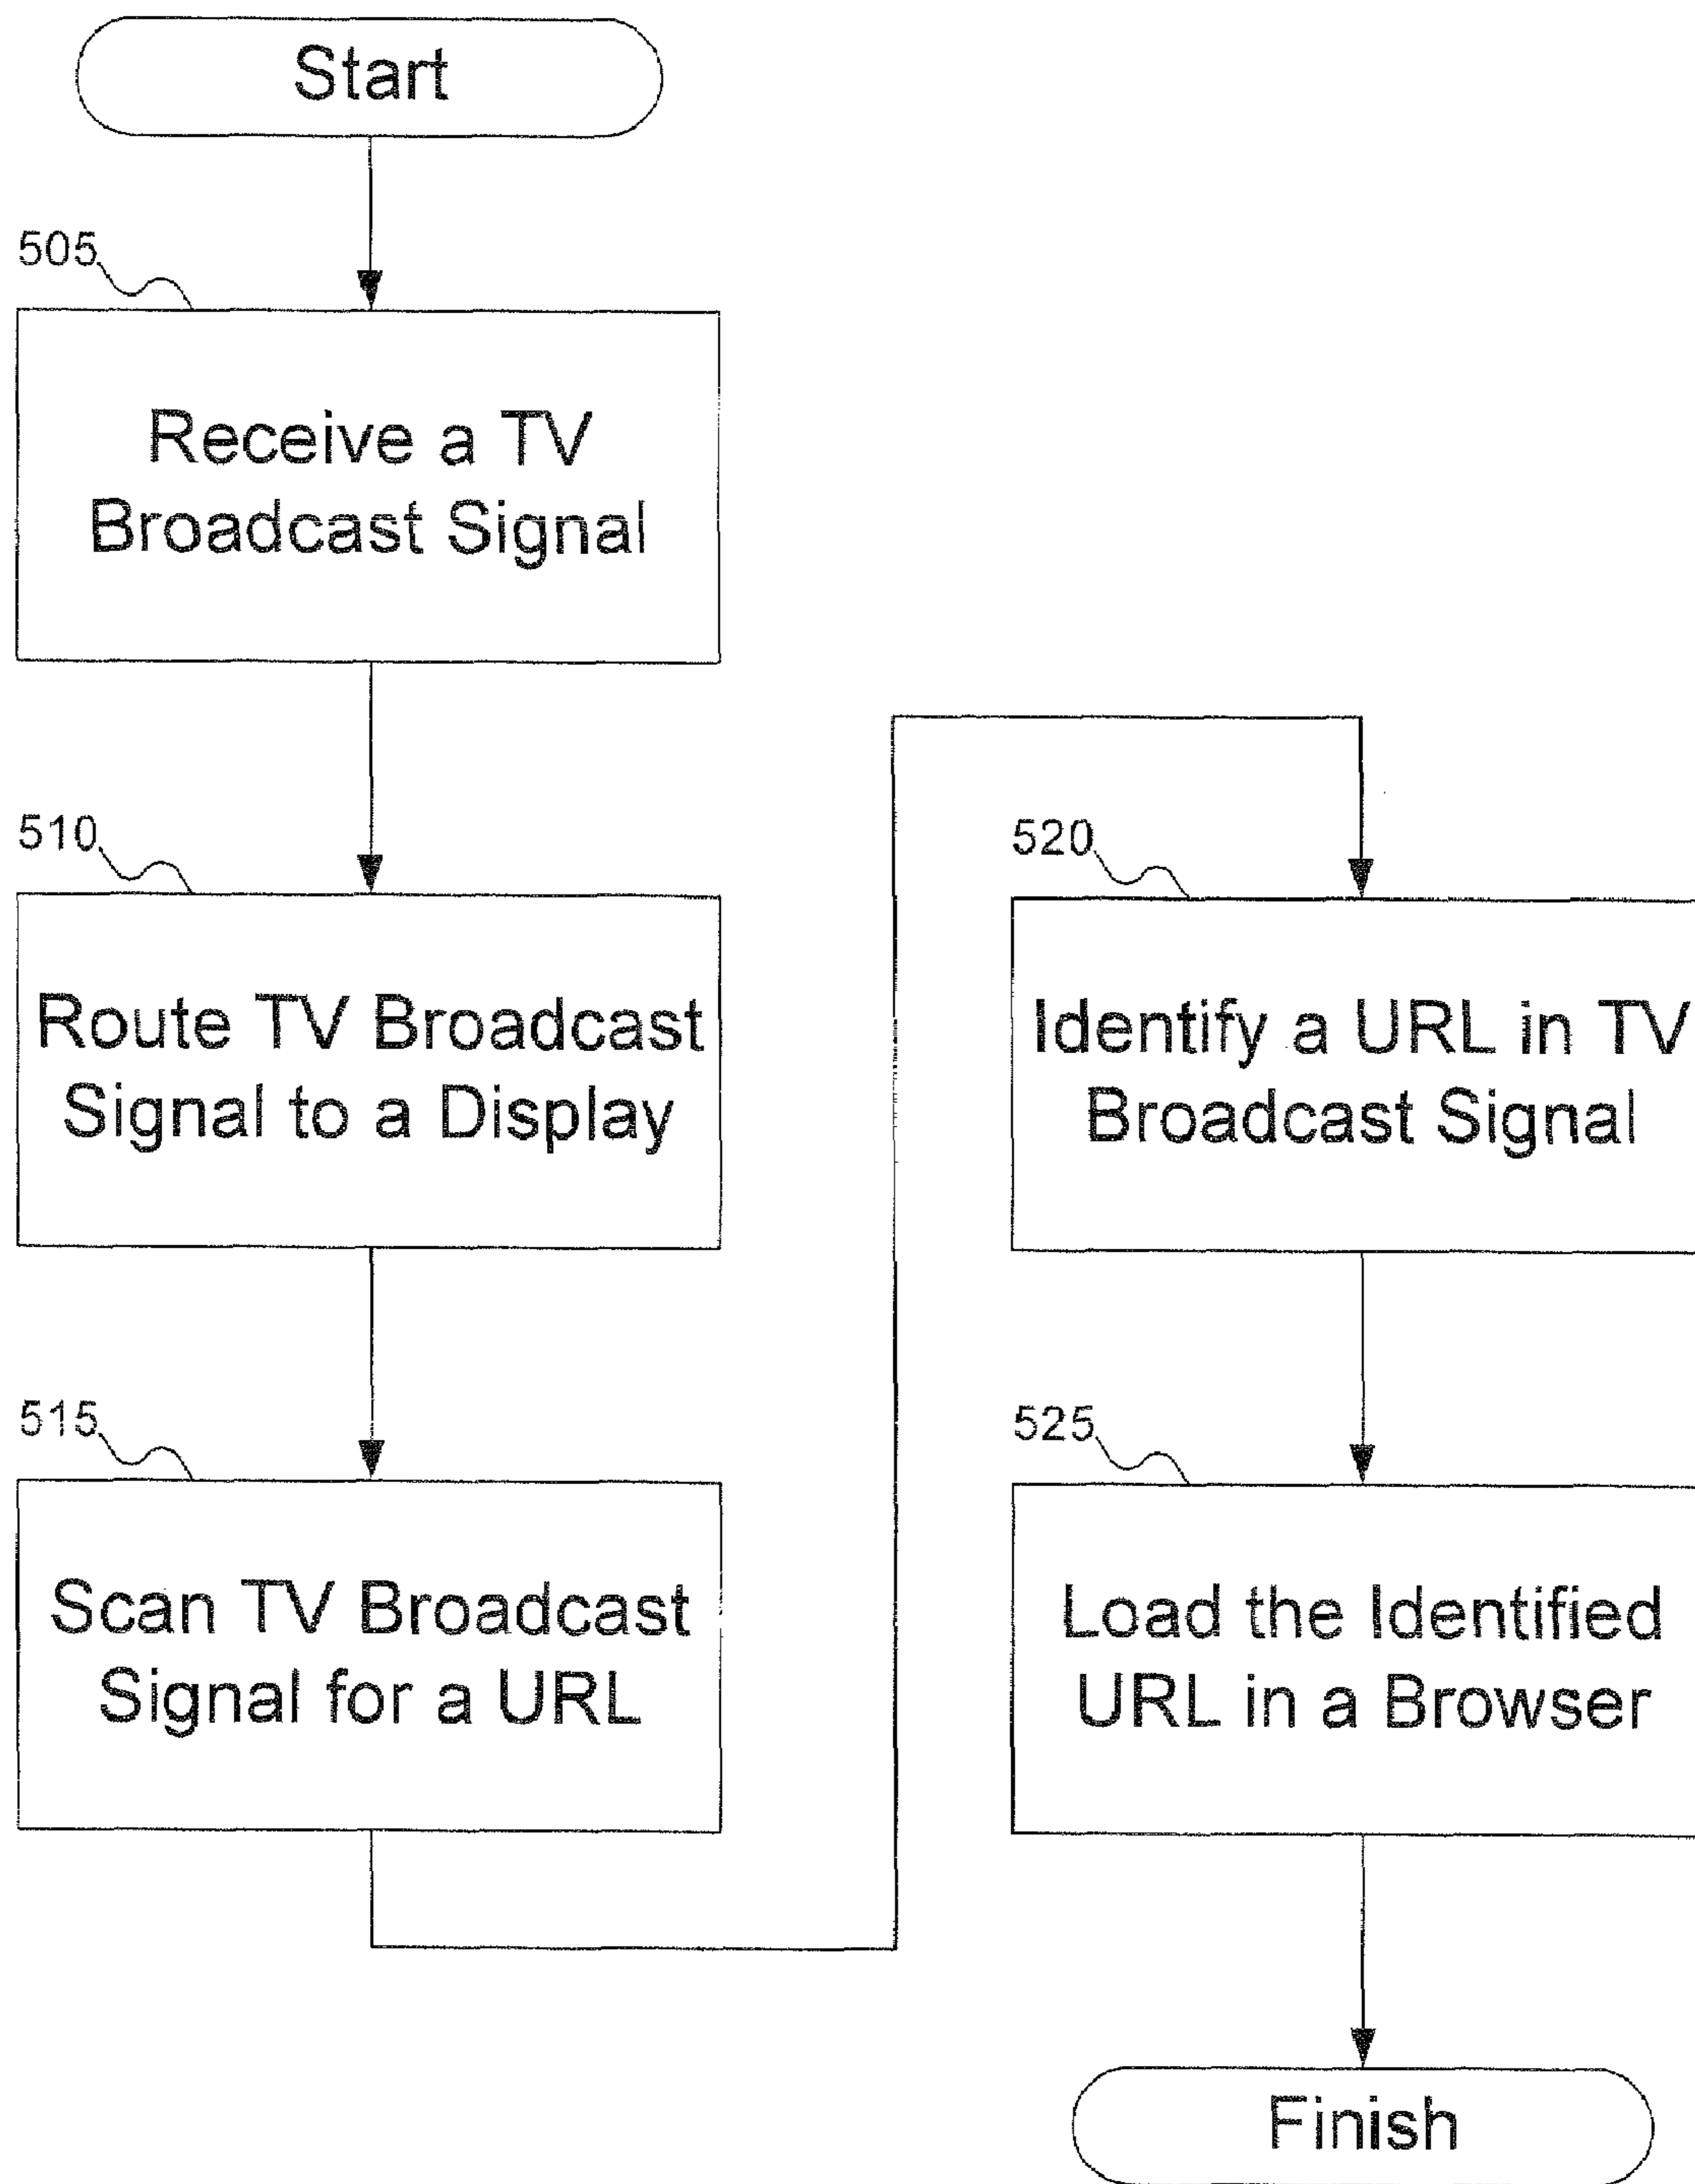 Start
505
Receive a TV
Broadcast Signal
510
Route TV Broadcast
Signal to a Display
515
Scan TV Broadcast
Signal for a URL
520
Identify a URL in TV
Broadcast Signal
525
Load the Identified
URL in a Browser
Finish